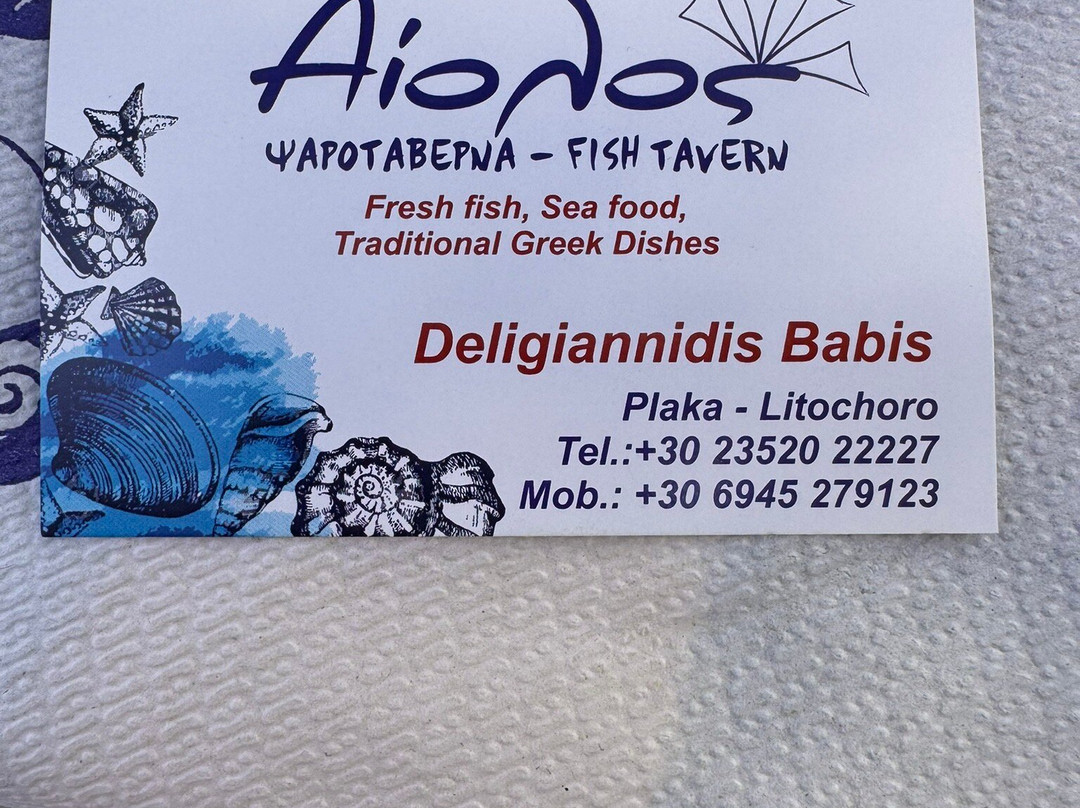 Αίολος
ΨΑΡΟΤΑΒΕΡΝΑ - FISH TAVERN
Fresh fish, Sea food,
Traditional Greek Dishes
Deligiannidis Babis
Plaka - Litochoro
Tel.:+30 23520 22227
Mob.: +30 6945 279123